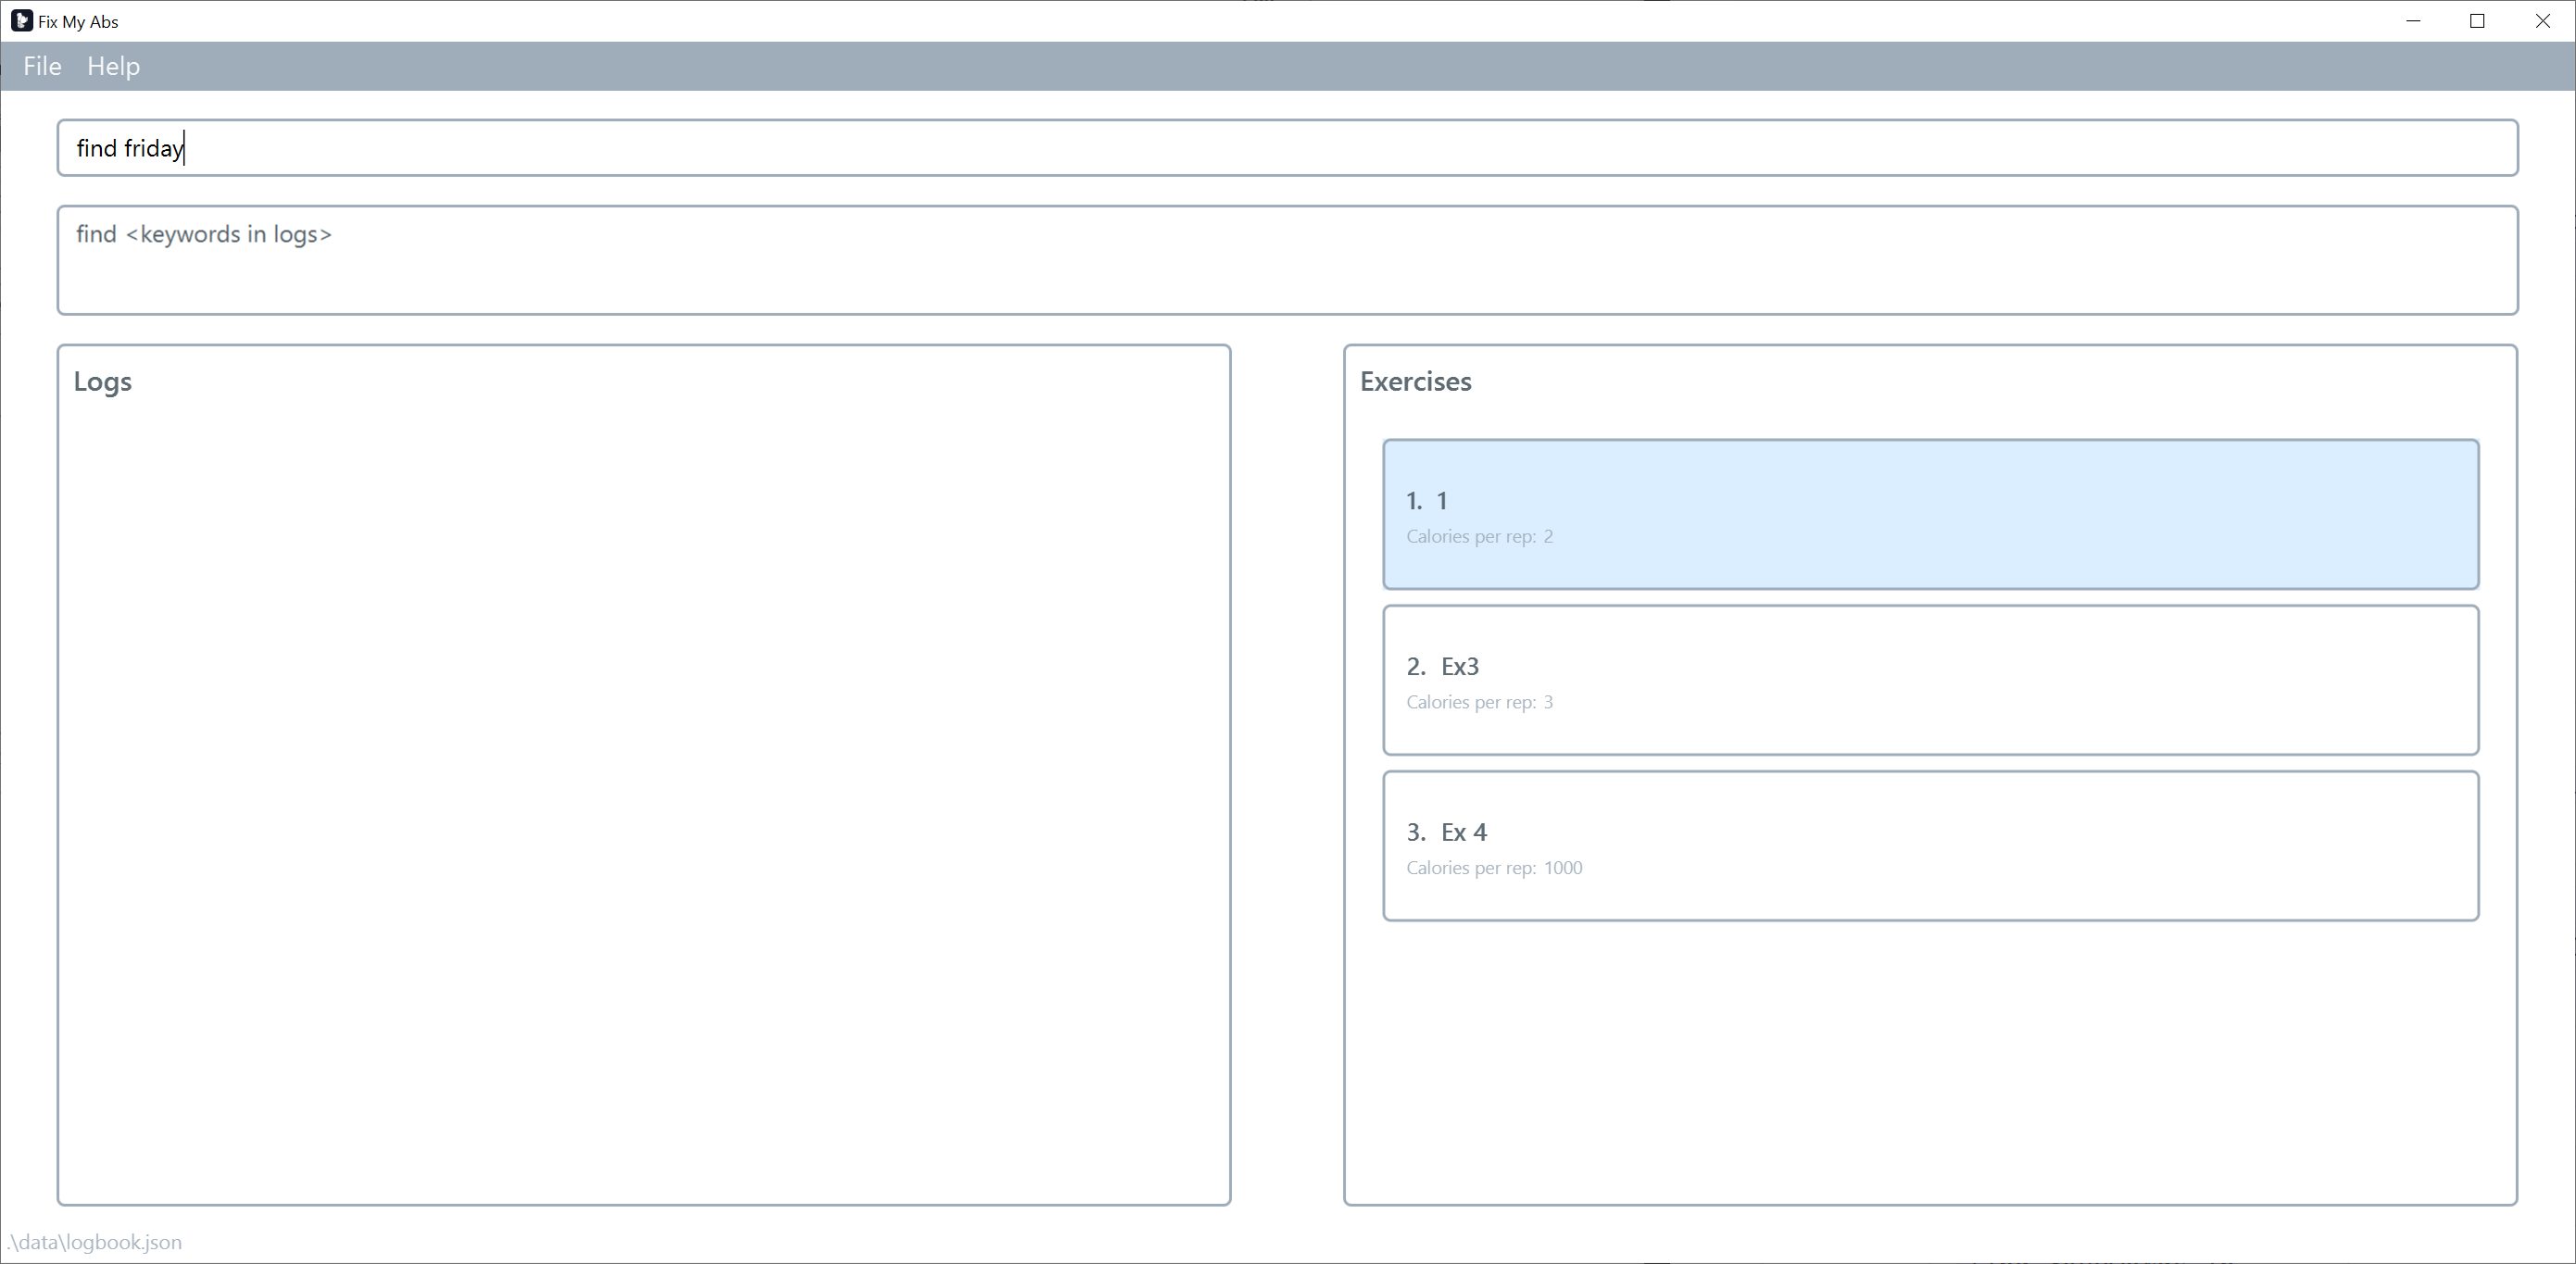 Fix My Abs
File Help
find friday
find <keywords in logs>
Logs
Exercises
1. 1
Calories per rep: 2
2. Ex3
Calories per rep: 3
3. Ex 4
Calories per rep: 1000
.\data\logbook.json